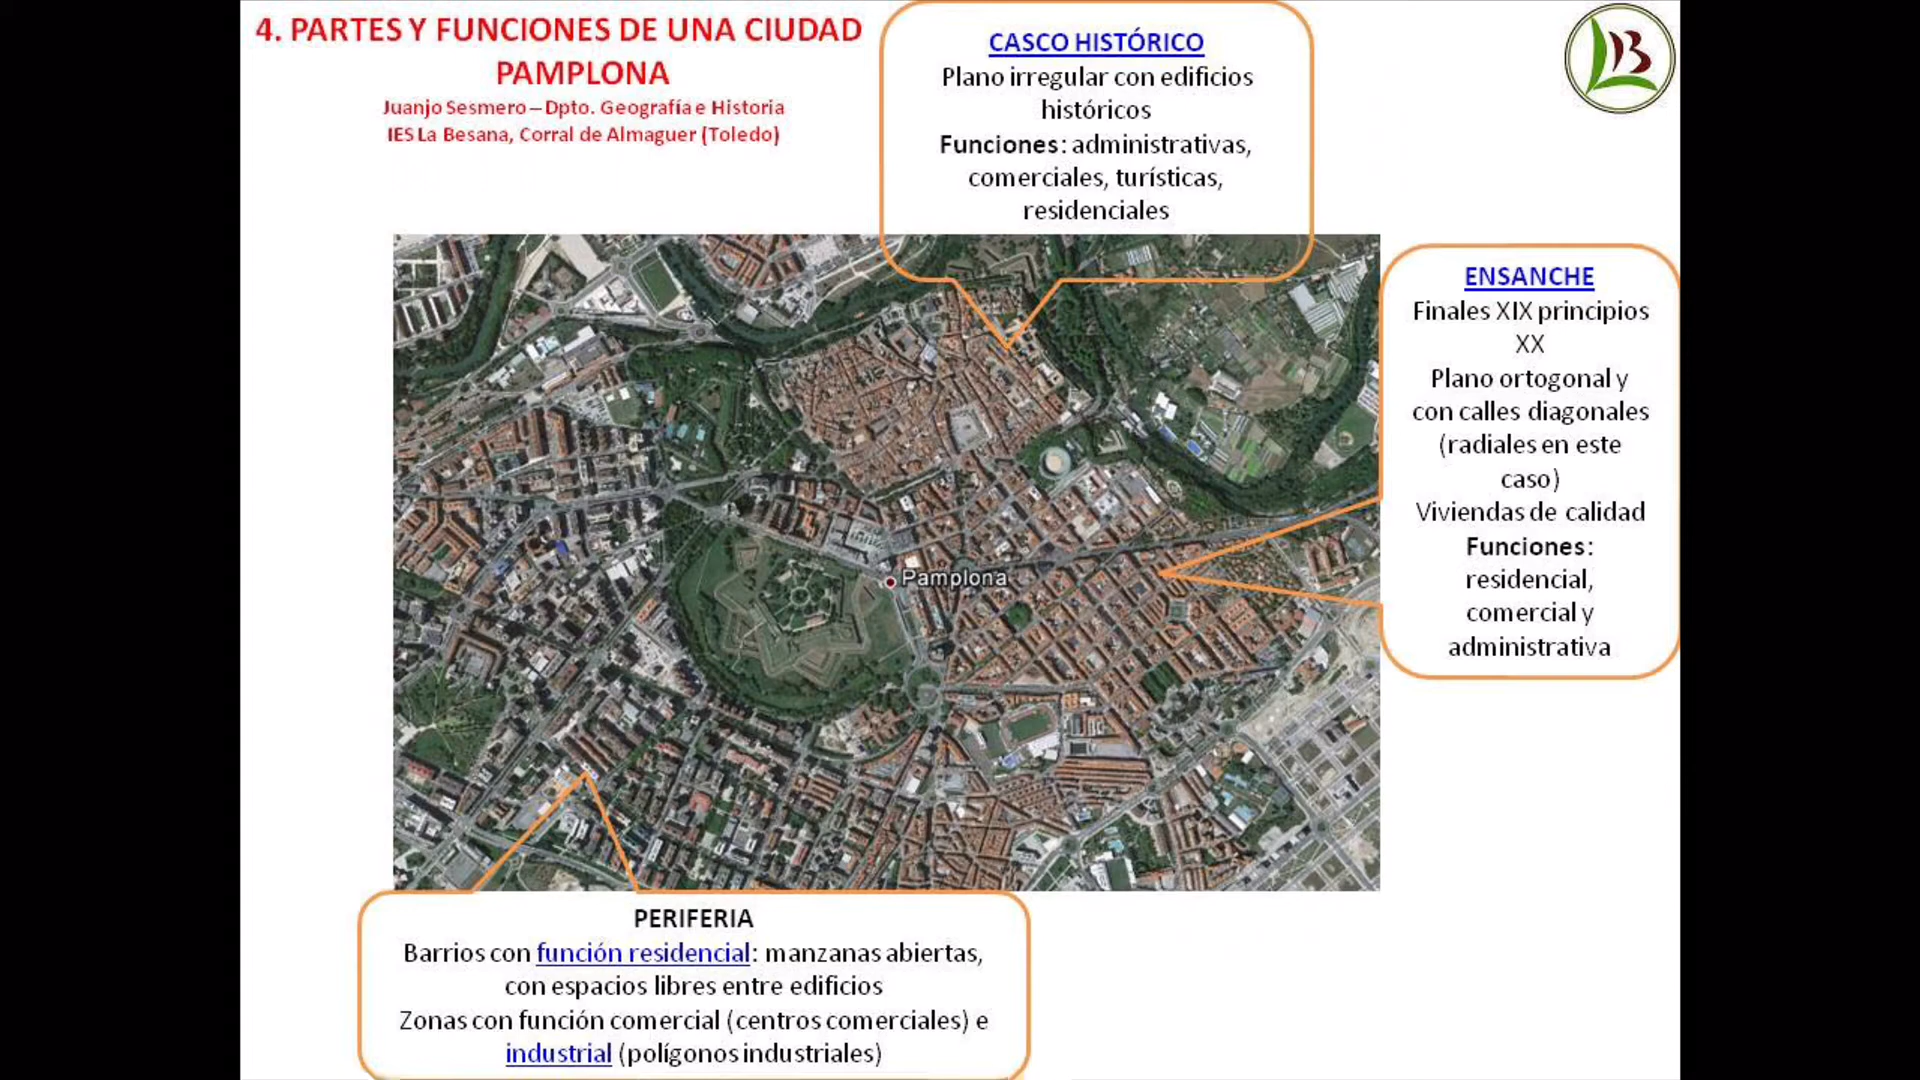 4. PARTES Y FUNCIONES DE UNA CIUDAD
PAMPLONA
Juanjo Sesmero – Dpto. Geografía e Historia
IES La Besana, Corral de Almaguer (Toledo)
CASCO HISTÓRICO
Plano irregular con edificios
históricos
Funciones: administrativas,
comerciales, turísticas,
residenciales
LB
ENSANCHE
Finales XIX principios
XX
Plano ortogonal y
con calles diagonales
(radiales en este
caso)
Viviendas de calidad
Funciones:
residencial,
comercial y
administrativa
Pamplona
PERIFERIA
Barrios con función residencial: manzanas abiertas,
con espacios libres entre edificios
Zonas con función comercial (centros comerciales) e
industrial (polígonos industriales)